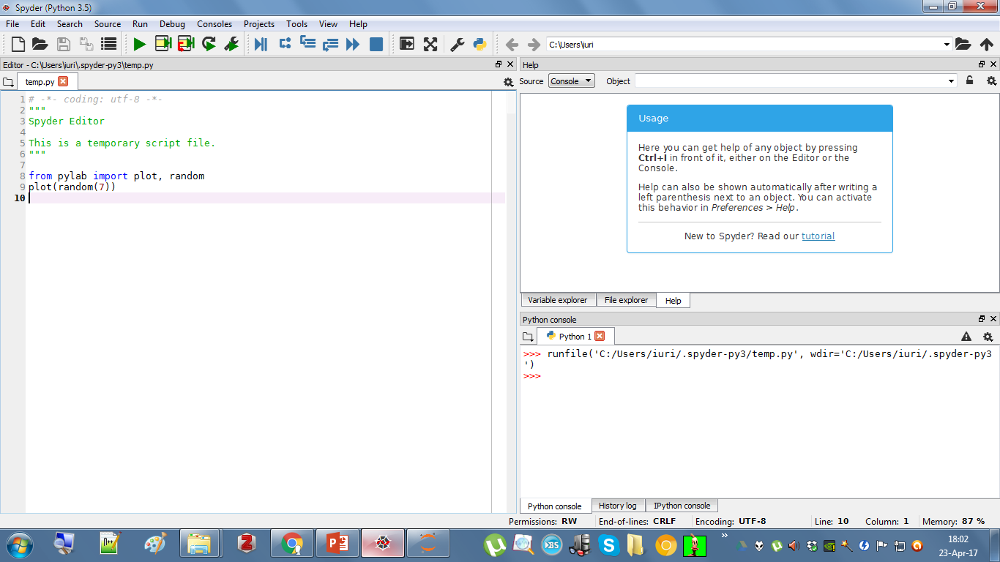 Spyder (Python 3.5)
File Edit Search Source Run Debug Consoles Projects Tools View Help
C:\Users\iuri
Editor - C:\Users\iuri\.spyder-py3\temp.py
temp.py
1 # -*- coding: utf-8 -*-
2 """
3 Spyder Editor
4
5 This is a temporary script file.
6 """
7
8 from pylab import plot, random
9 plot(random(7))
10
Help
Source Console Object
Usage
Here you can get help of any object by pressing
Ctrl+I in front of it, either on the Editor or the
Console.
Help can also be shown automatically after writing a
left parenthesis next to an object. You can activate
this behavior in Preferences > Help.
New to Spyder? Read our tutorial
Variable explorer File explorer Help
Python console
Python 1
>>> runfile('C:/Users/iuri/.spyder-py3/temp.py', wdir='C:/Users/iuri/.spyder-py3
')
>>>
Python console History log IPython console
Permissions: RW End-of-lines: CRLF Encoding: UTF-8 Line: 10 Column: 1 Memory: 87 %
18:02
23-Apr-17